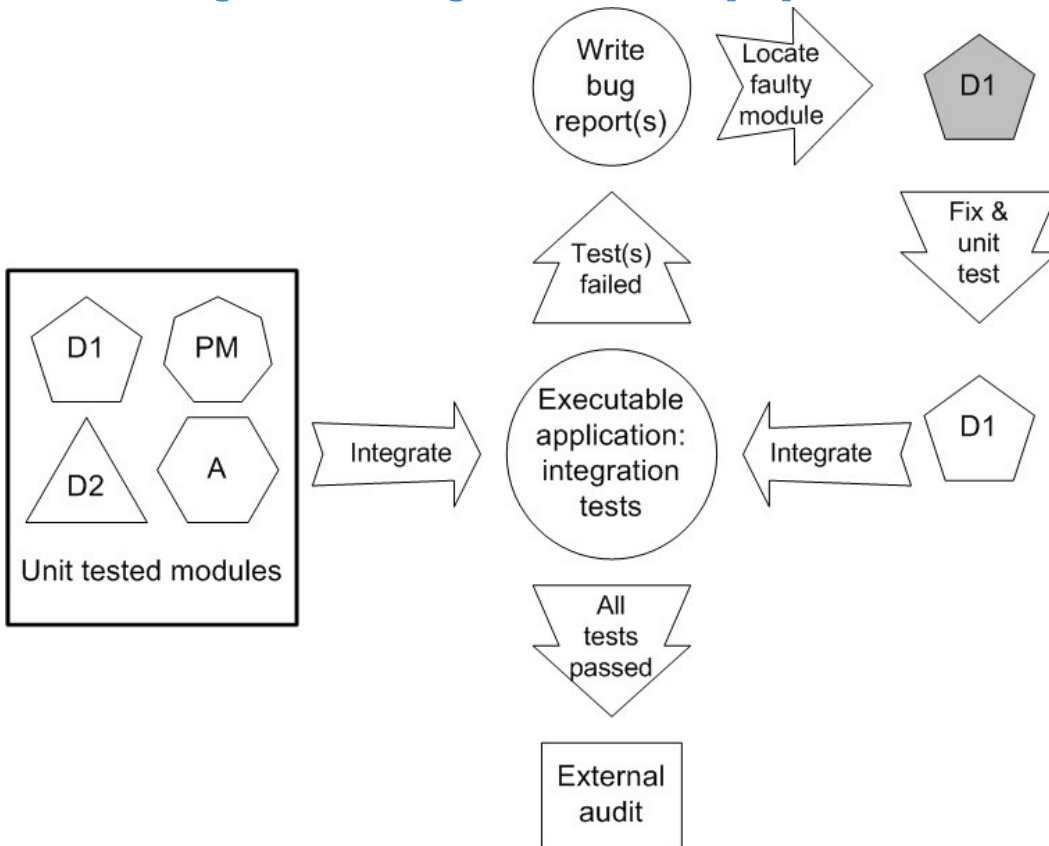 Write
bug
report(s)
Locate
faulty
module
D1
Test(s)
failed
Fix &
unit
test
D1
PM
D2
A
Unit tested modules
Integrate
Executable
application:
integration
tests
Integrate
D1
All
tests
passed
External
audit